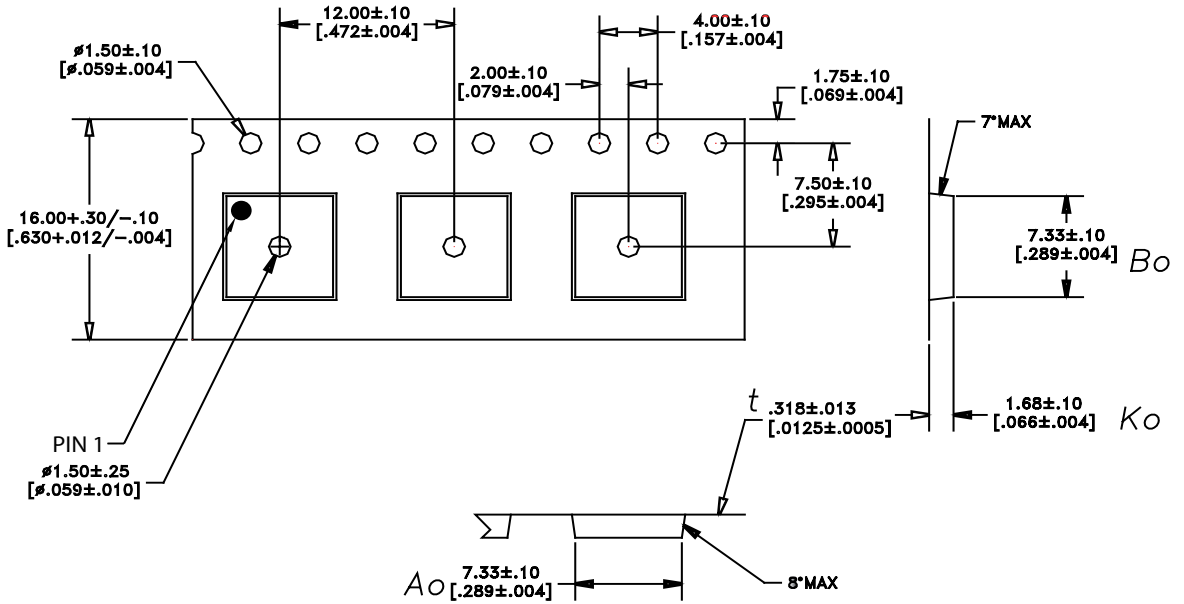 12.00±.10
[.472±.004]
4.00±.10
[.157±.004]
ø1.50±.10
[ø.059±.004]
2.00±.10
[.079±.004]
1.75±.10
[.069±.004]
7°MAX
7.50±.10
[.295±.004]
16.00+.30/-.10
[.630+.012/-.004]
7.33±.10
[.289±.004]
Bo
t
.318±.013
[.0125±.0005]
1.68±.10
[.066±.004]
Ko
PIN 1
ø1.50±.25
[ø.059±.010]
Ao
7.33±.10
[.289±.004]
8°MAX